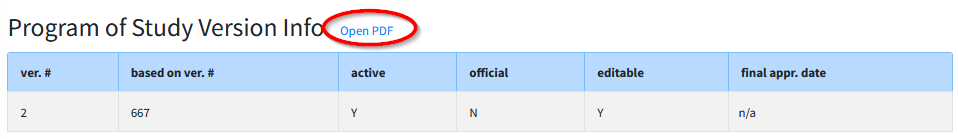 Program of Study Version Info Open PDF
ver. # based on ver. # active official editable final appr. date
2 667 Y N Y n/a